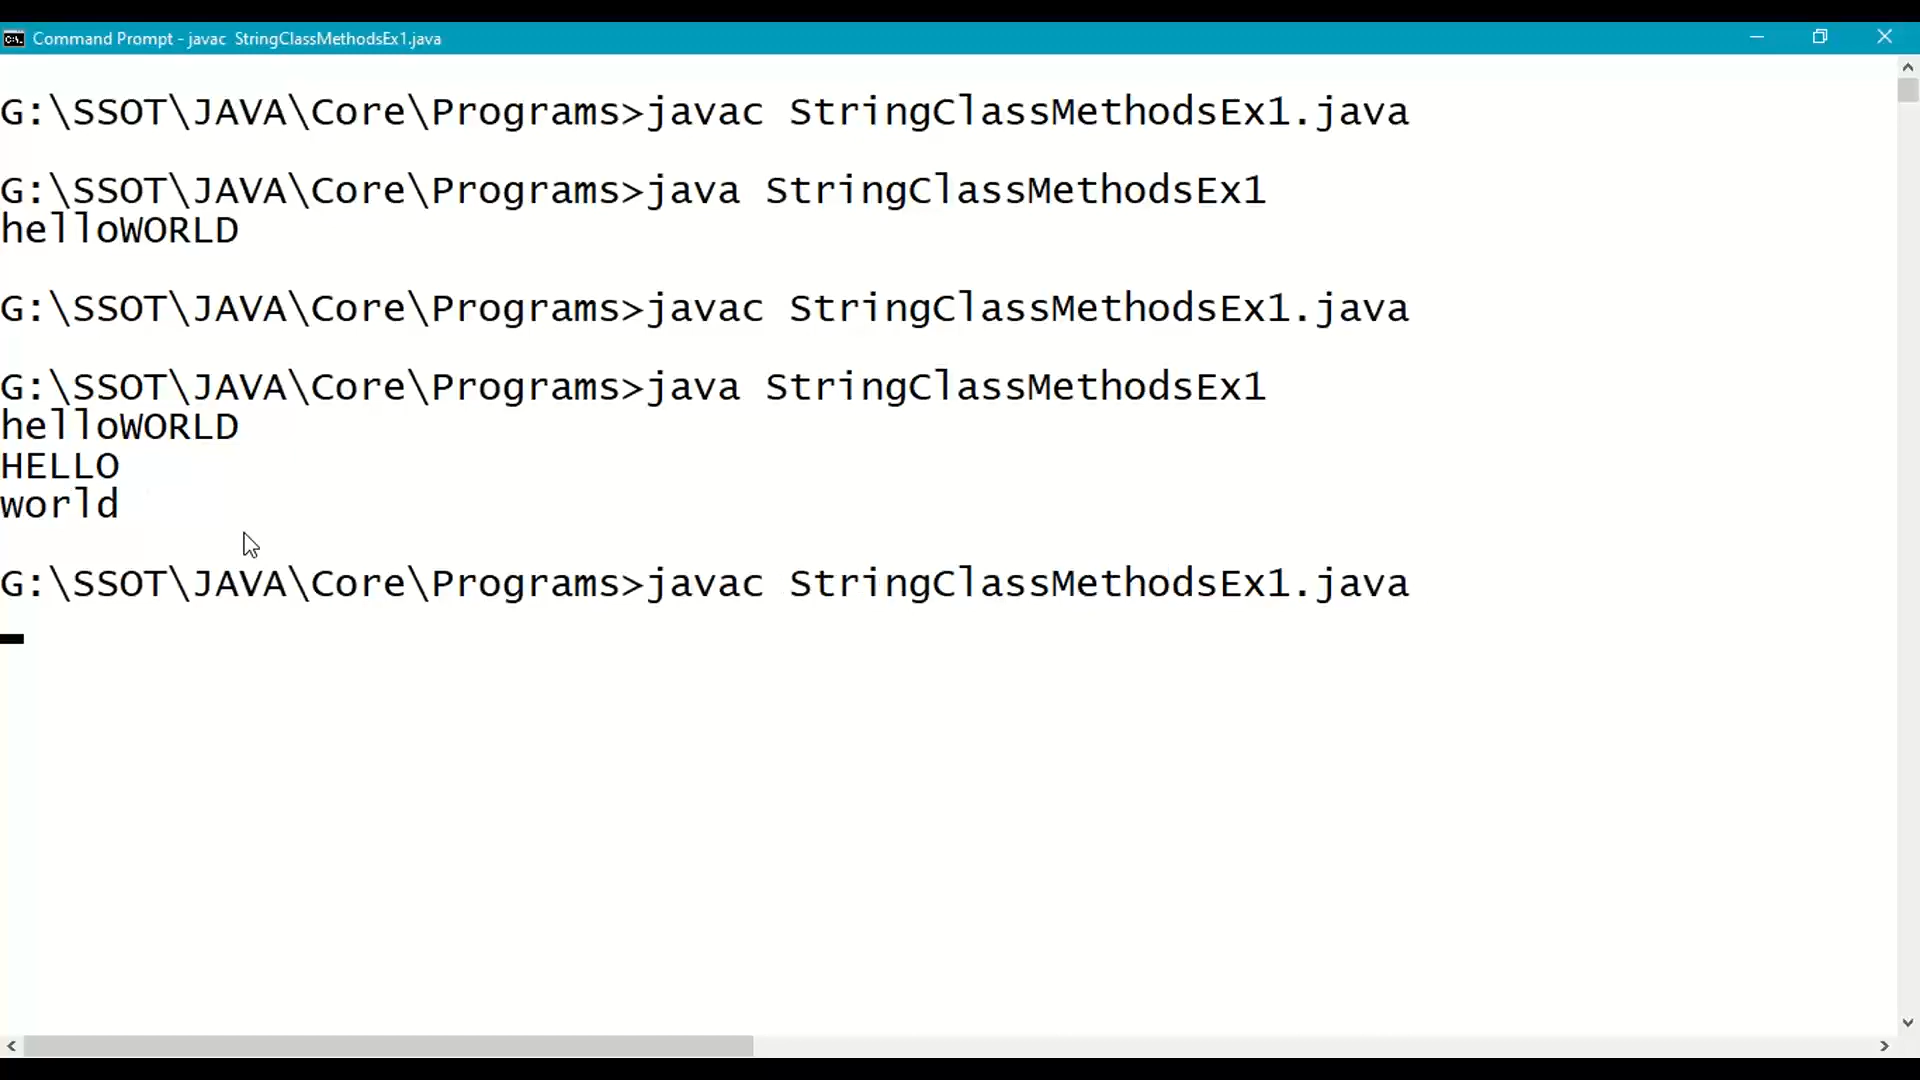 Command Prompt - javac  StringClassMethodsEx1.java
G:\SSOT\JAVA\Core\Programs>javac StringClassMethodsEx1.java
G:\SSOT\JAVA\Core\Programs>java StringClassMethodsEx1
helloWORLD
G:\SSOT\JAVA\Core\Programs>javac StringClassMethodsEx1.java
G:\SSOT\JAVA\Core\Programs>java StringClassMethodsEx1
helloWORLD
HELLO
world
G:\SSOT\JAVA\Core\Programs>javac StringClassMethodsEx1.java